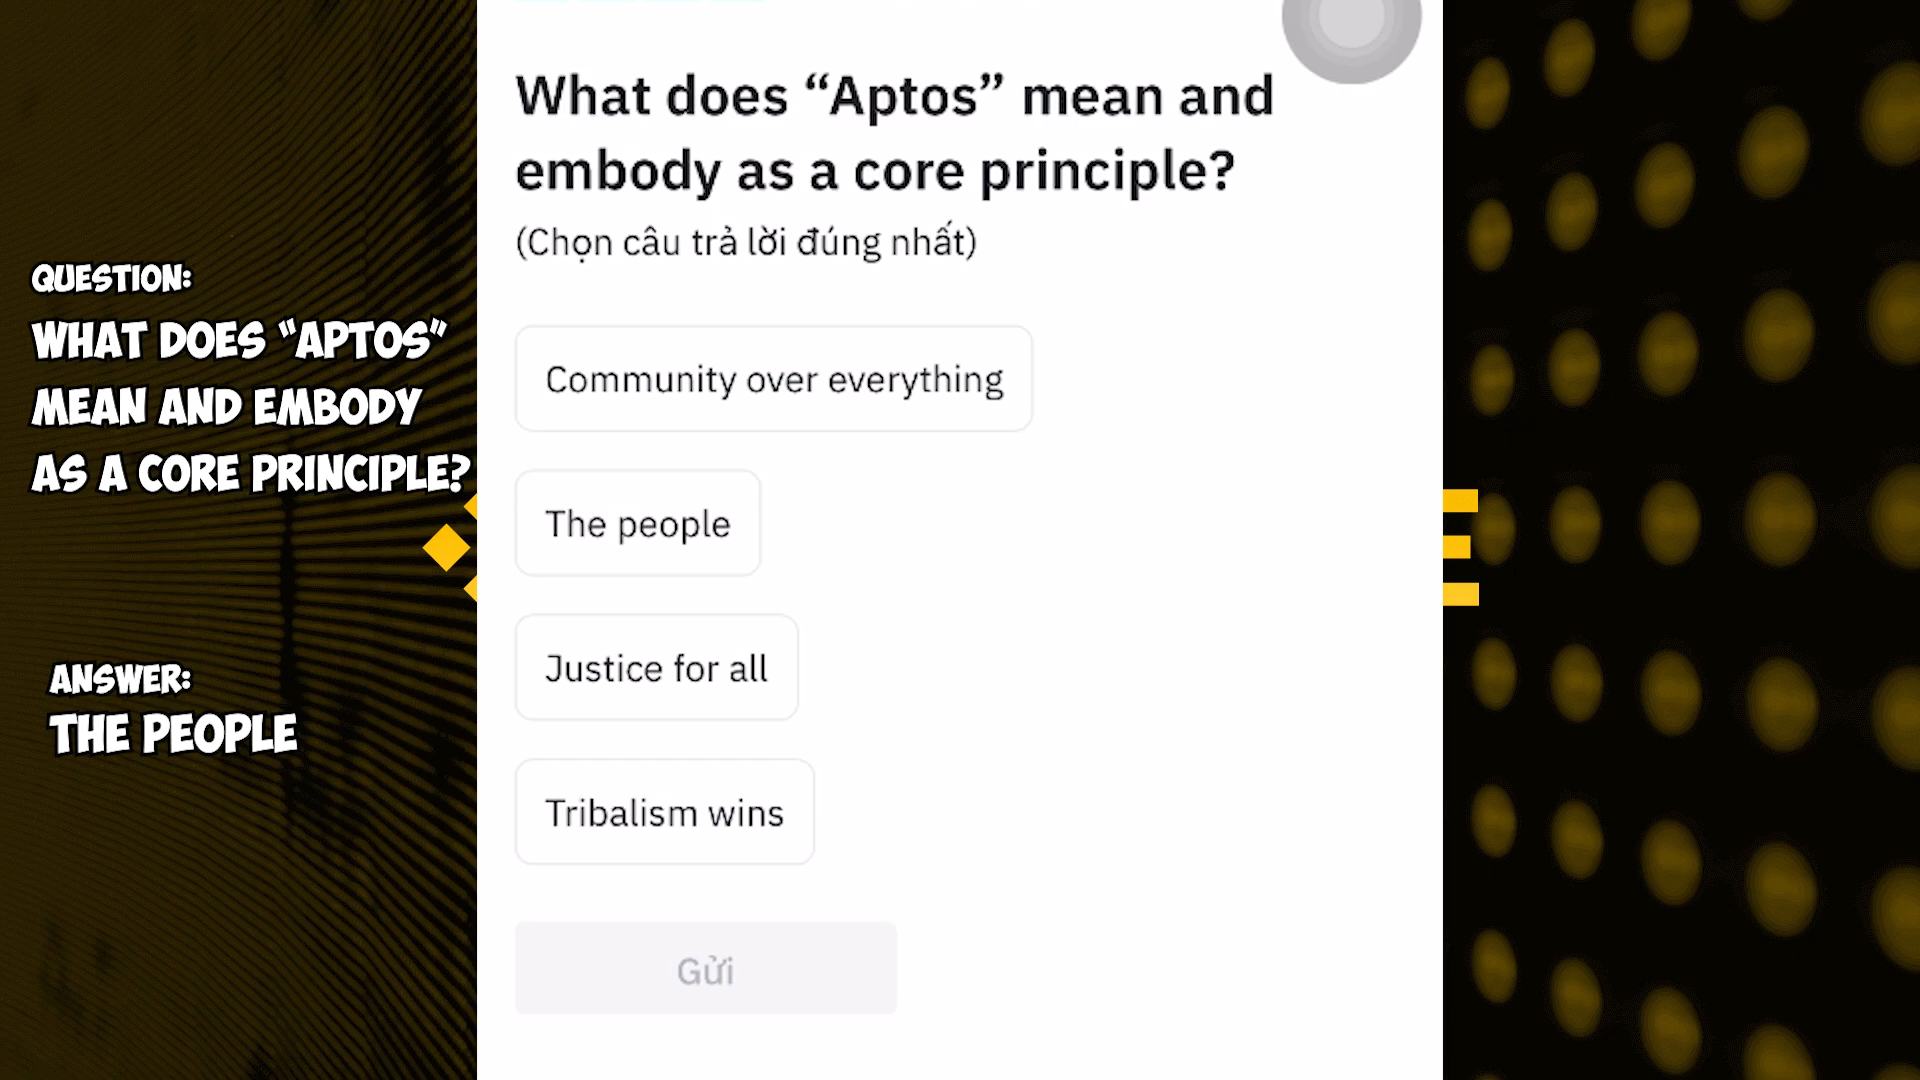 QUESTION:
WHAT DOES "APTOS"
MEAN AND EMBODY
AS A CORE PRINCIPLE?
ANSWER:
THE PEOPLE
What does “Aptos” mean and
embody as a core principle?
(Chọn câu trả lời đúng nhất)
Community over everything
The people
Justice for all
Tribalism wins
Gửi